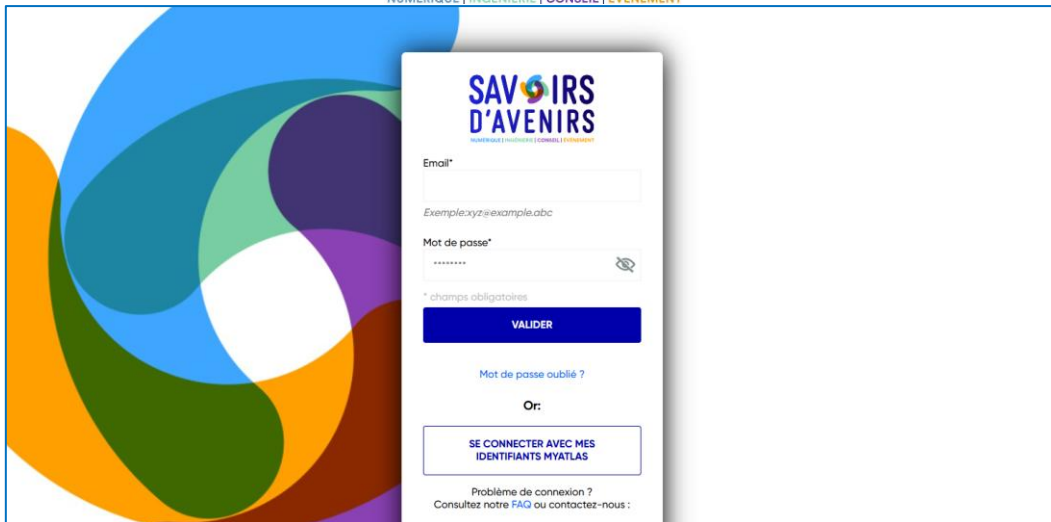 NUMÉRIQUE | INGÉNIERIE | CONSEIL | ÉVÉNEMENT
SAVOIRS
D'AVENIRS
NUMÉRIQUE | INGÉNIERIE | CONSEIL | ÉVÉNEMENT
Email*
Exemple:xyz@example.abc
Mot de passe*
* champs obligatoires
VALIDER
Mot de passe oublié ?
Or:
SE CONNECTER AVEC MES
IDENTIFIANTS MYATLAS
Problème de connexion ?
Consultez notre FAQ ou contactez-nous :